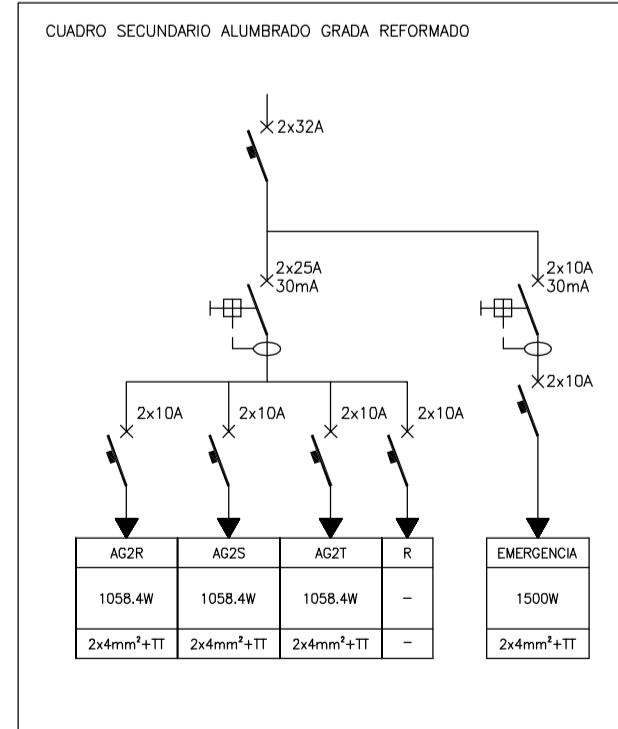 CUADRO SECUNDARIO ALUMBRADO GRADA REFORMADO
2x32A
2x25A
30mA
2x10A
30mA
2x10A
2x10A
2x10A
2x10A
2x10A
AG2R
AG2S
AG2T
R
EMERGENCIA
1058.4W
1058.4W
1058.4W
-
1500W
2x4mm²+TT
2x4mm²+TT
2x4mm²+TT
-
2x4mm²+TT